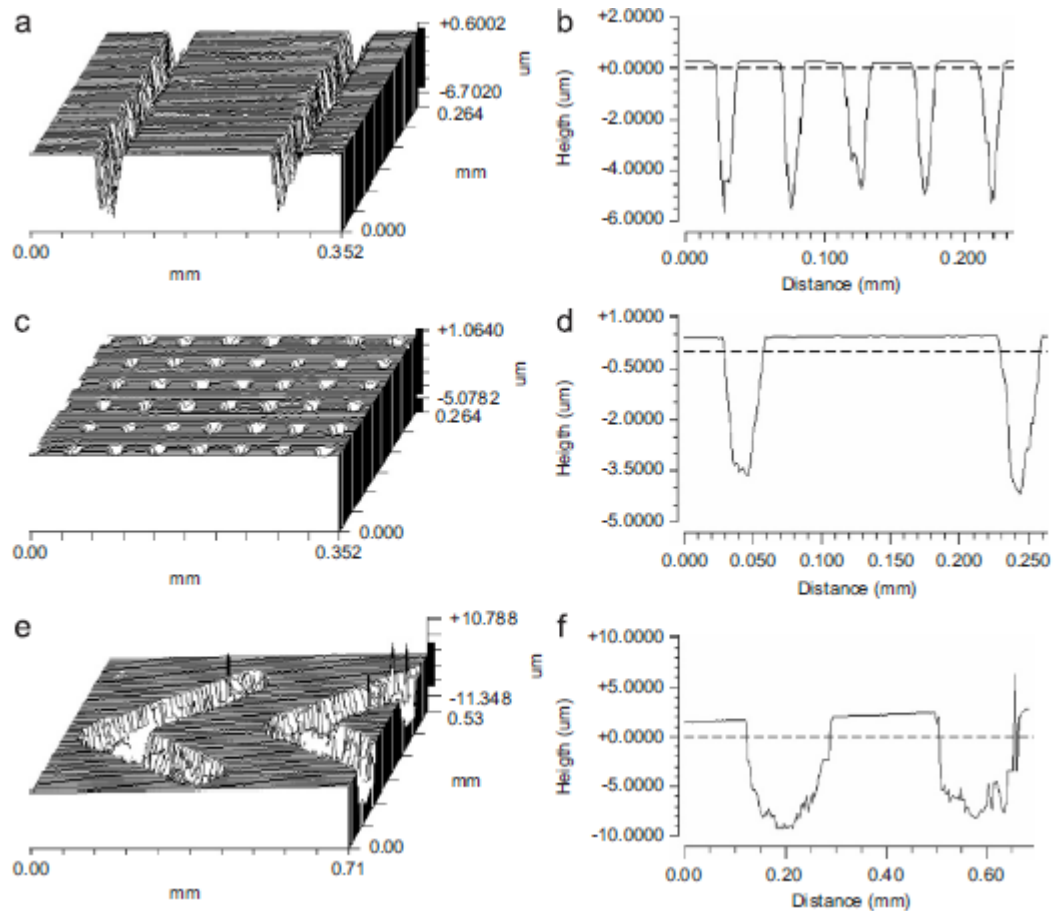 a
+0.6002
um
-6.7020
0.264
mm
0.000
0.00
0.352
mm
b
+2.0000
+0.0000
-2.0000
-4.0000
-6.0000
Heigth (um)
0.000
0.100
0.200
Distance (mm)
c
+1.0640
um
-5.0782
0.264
mm
0.000
0.00
0.352
mm
d
+1.0000
-0.5000
-2.0000
-3.5000
-5.0000
Heigth (um)
0.000
0.050
0.100
0.150
0.200
0.250
Distance (mm)
e
+10.788
um
-11.348
0.53
mm
0.00
0.00
0.71
mm
f
+10.0000
+5.0000
+0.0000
-5.0000
-10.0000
Heigth (um)
0.00
0.20
0.40
0.60
Distance (mm)